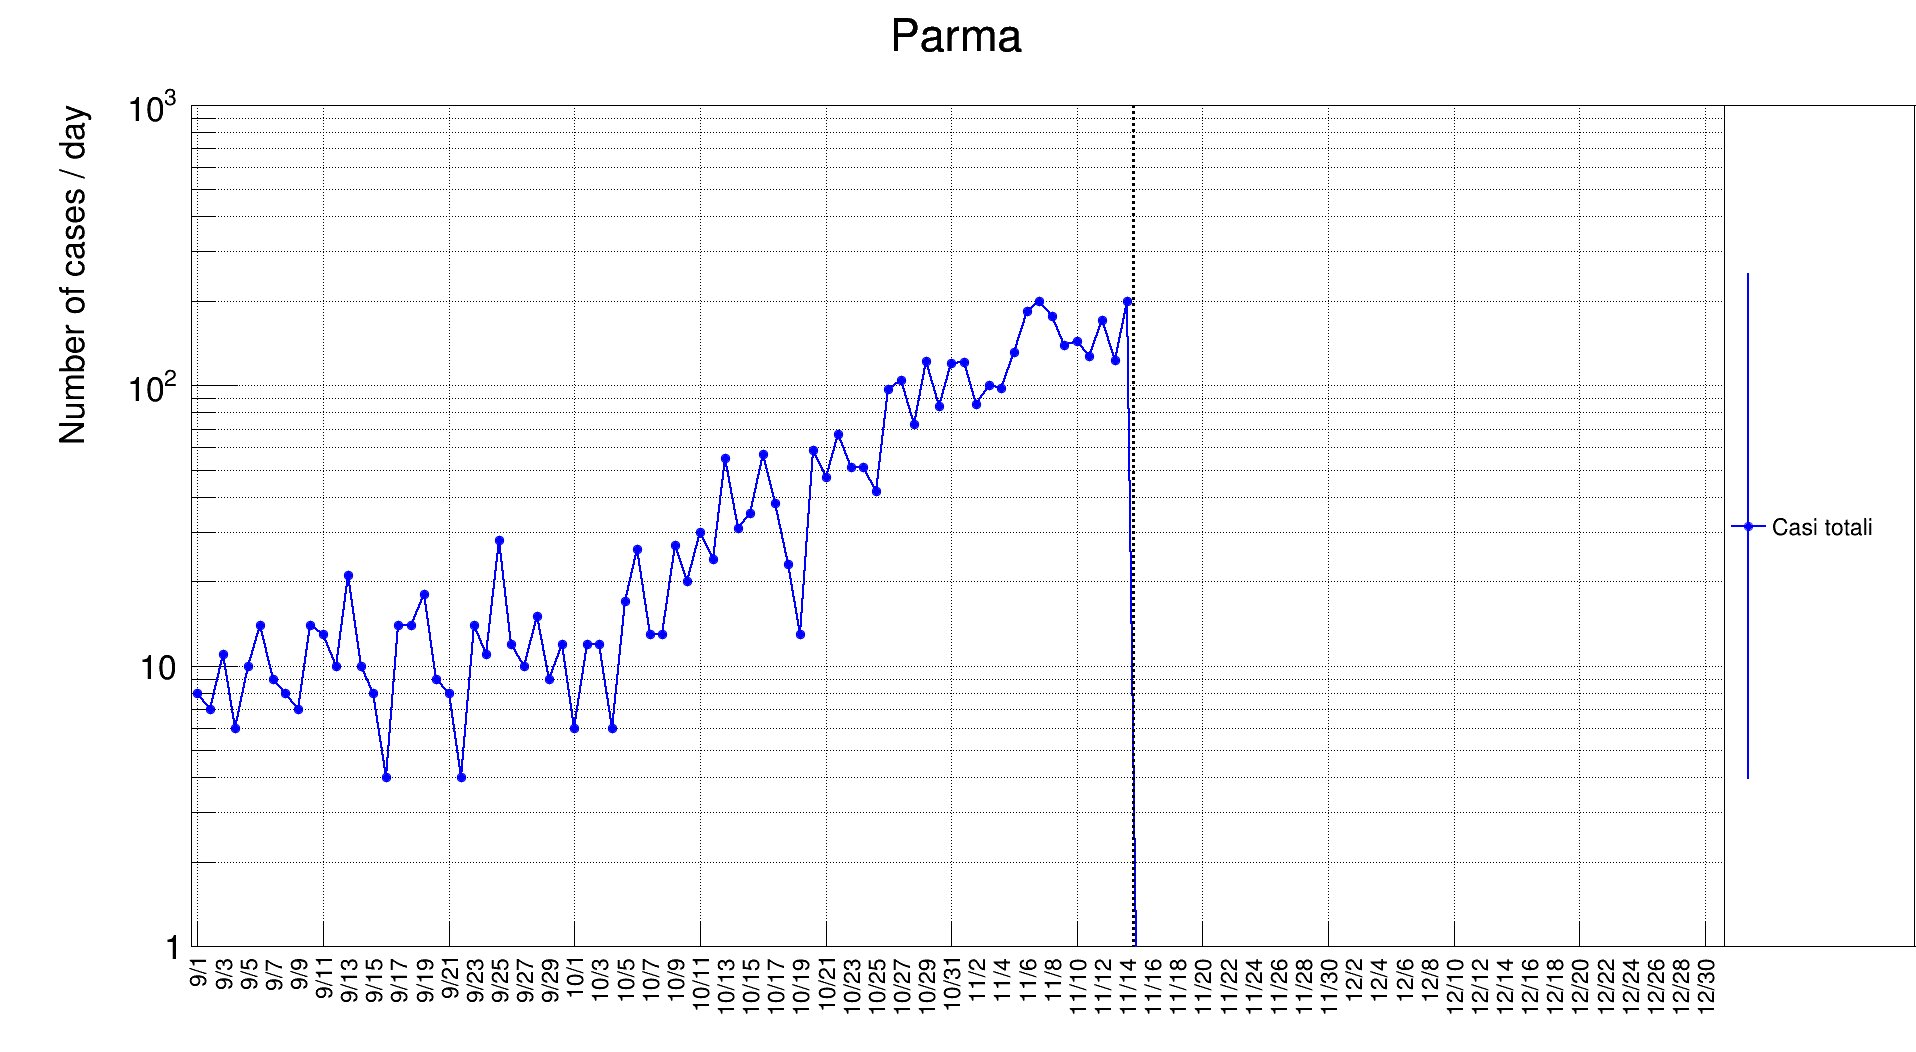 Parma
Number of cases / day
10³
10²
10
1
9/1 9/3 9/5 9/7 9/9 9/11 9/13 9/15 9/17 9/19 9/21 9/23 9/25 9/27 9/29 10/1 10/3 10/5 10/7 10/9 10/11 10/13 10/15 10/17 10/19 10/21 10/23 10/25 10/27 10/29 10/31 11/2 11/4 11/6 11/8 11/10 11/12 11/14 11/16 11/18 11/20 11/22 11/24 11/26 11/28 11/30 12/2 12/4 12/6 12/8 12/10 12/12 12/14 12/16 12/18 12/20 12/22 12/24 12/26 12/28 12/30
Casi totali